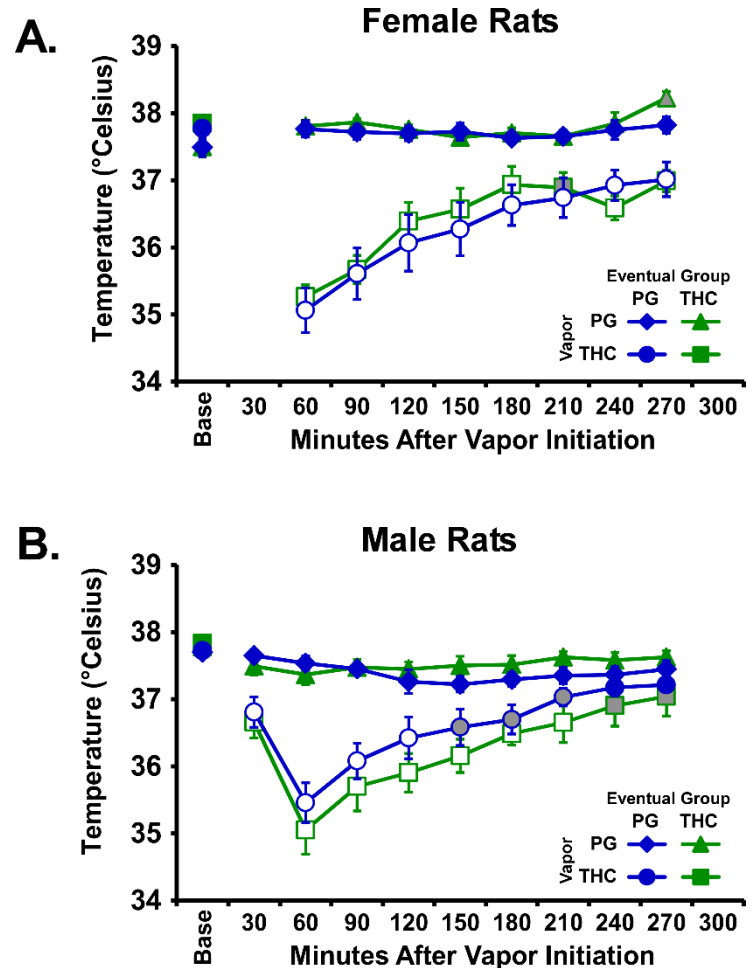 A.
Female Rats
39
38
37
36
35
34
Temperature (°Celsius)
Eventual Group
PG THC
Vapor
PG
THC
Base 30 60 90 120 150 180 210 240 270 300
Minutes After Vapor Initiation
B.
Male Rats
39
38
37
36
35
34
Temperature (°Celsius)
Eventual Group
PG THC
Vapor
PG
THC
Base 30 60 90 120 150 180 210 240 270 300
Minutes After Vapor Initiation